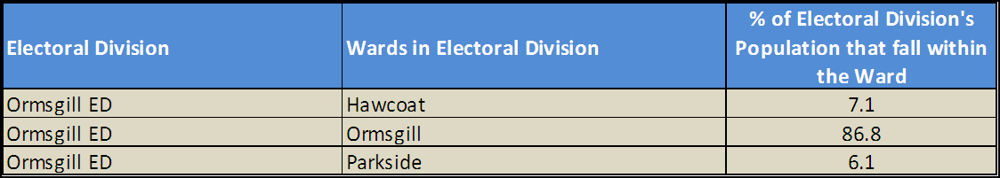 % of Electoral Division's
Electoral Division Wards in Electoral Division Population that fall within
the Ward
Ormsgill ED Hawcoat 7.1
Ormsgill ED Ormsgill 86.8
Ormsgill ED Parkside 6.1